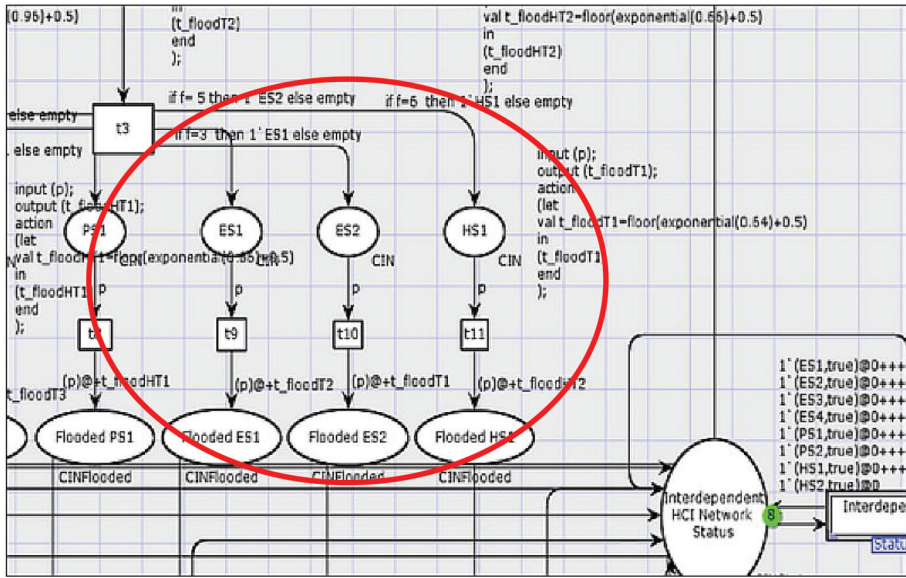 (0.96)+0.5)
in
(t_floodT2)
end
);
val t_floodHT2=floor(exponential(0.66)+0.5)
in
(t_floodHT2)
end
);
if f= 5 then 1`ES2 else empty
if f=6 then 1`HS1 else empty
else empty
t3
if f=3 then 1`ES1 else empty
else empty
input (p);
output (t_floodHT1);
action
(let
val t_floodHT1=floor(exponential(0.66)+0.5)
in
(t_floodHT1)
end
);
input (p);
output (t_floodT1);
action
(let
val t_floodT1=floor(exponential(0.64)+0.5)
in
(t_floodT1
end
);
PS1
ES1
ES2
HS1
CIN
CIN
CIN
CIN
p
p
p
p
t9
t10
t11
t_floodT3
(p)@+t_floodHT1
(p)@+t_floodT2
(p)@+t_floodT1
(p)@+t_floodHT2
Flooded PS1
Flooded ES1
Flooded ES2
Flooded HS1
CINFlooded
CINFlooded
CINFlooded
CINFlooded
1`(ES1,true)@0+++
1`(ES2,true)@0+++
1`(ES3,true)@0+++
1`(ES4,true)@0+++
1`(PS1,true)@0+++
1`(PS2,true)@0+++
1`(HS1,true)@0+++
1`(HS2,true)@0
Interdependent
HCI Network
Status
8
Interdepe
Statu